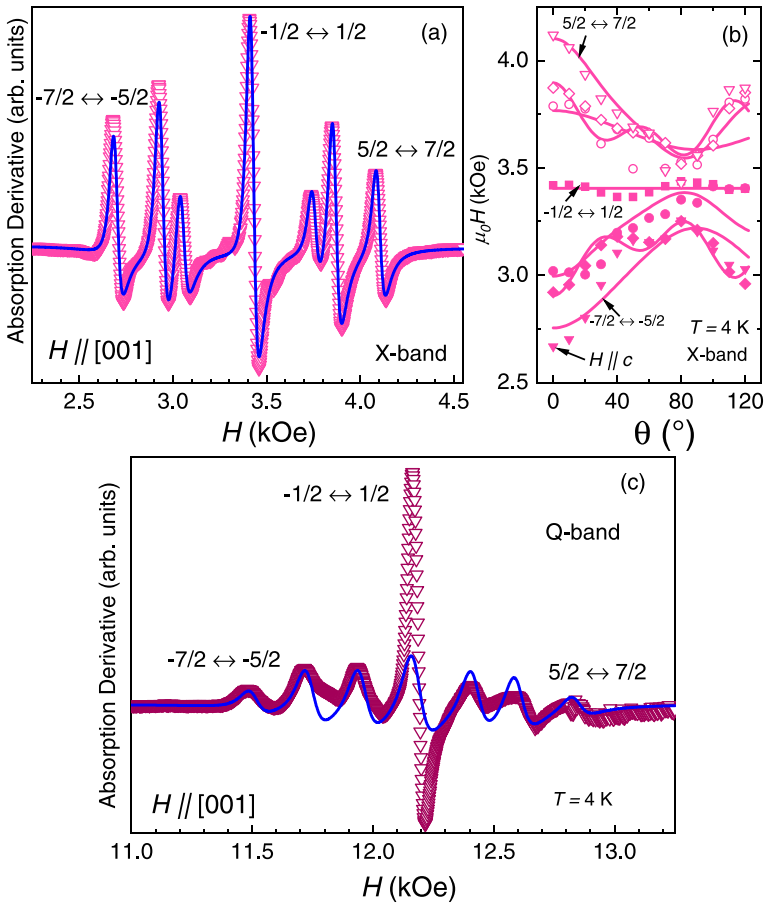 (a)
-1/2 ↔ 1/2
-7/2 ↔ -5/2
5/2 ↔ 7/2
H // [001]
X-band
Absorption Derivative (arb. units)
2.5
3.0
3.5
4.0
4.5
H (kOe)
(b)
5/2 ↔ 7/2
-1/2 ↔ 1/2
-7/2 ↔ -5/2
T = 4 K
H // c
X-band
μ₀H (kOe)
4.0
3.5
3.0
2.5
0
40
80
120
θ (°)
(c)
-1/2 ↔ 1/2
Q-band
-7/2 ↔ -5/2
5/2 ↔ 7/2
H // [001]
T = 4 K
Absorption Derivative (arb. units)
11.0
11.5
12.0
12.5
13.0
H (kOe)